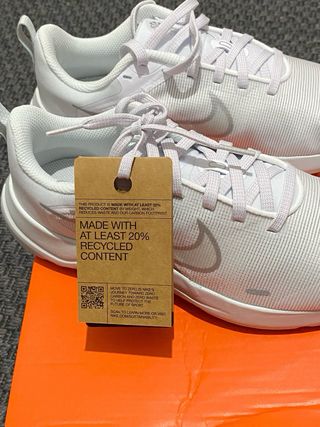 THIS PRODUCT IS MADE WITH AT LEAST 20%
RECYCLED CONTENT BY WEIGHT, WHICH
REDUCES WASTE AND OUR CARBON FOOTPRINT.
MADE WITH
AT LEAST 20%
RECYCLED
CONTENT
MOVE TO ZERO IS NIKE'S
JOURNEY TOWARD ZERO
CARBON AND ZERO WASTE
TO HELP PROTECT THE
FUTURE OF SPORT.
SCAN TO LEARN MORE OR VISIT
NIKE.COM/SUSTAINABILITY